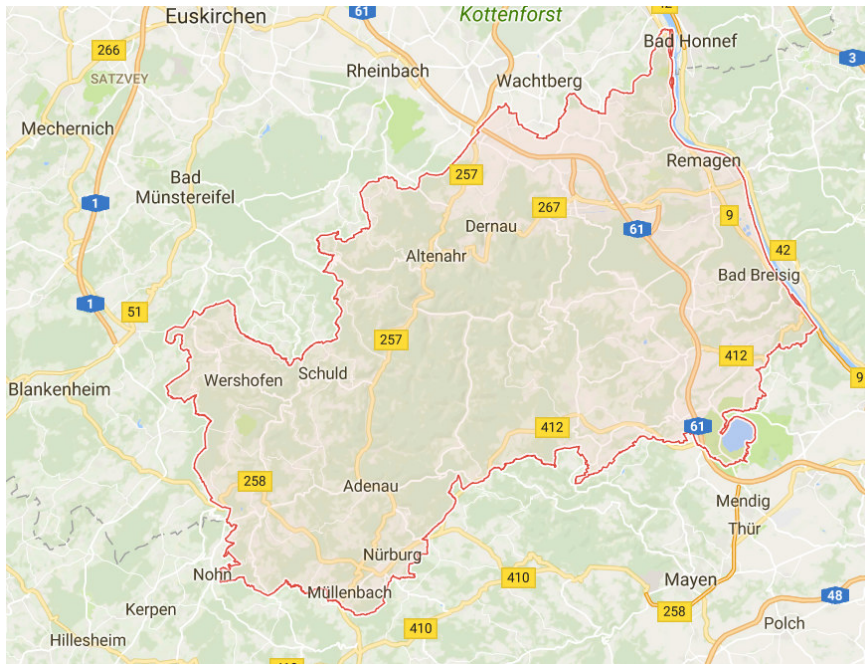 Euskirchen
61
Kottenforst
42
Bad Honnef
3
266
SATZVEY
Rheinbach
Wachtberg
Mechernich
Bad
Münstereifel
257
Remagen
1
267
Dernau
9
61
Altenahr
42
Bad Breisig
1
51
257
Schuld
Wershofen
412
Blankenheim
9
412
61
258
Adenau
Mendig
Thür
Nürburg
Nohn
Müllenbach
410
Mayen
48
Kerpen
258
Polch
410
Hillesheim